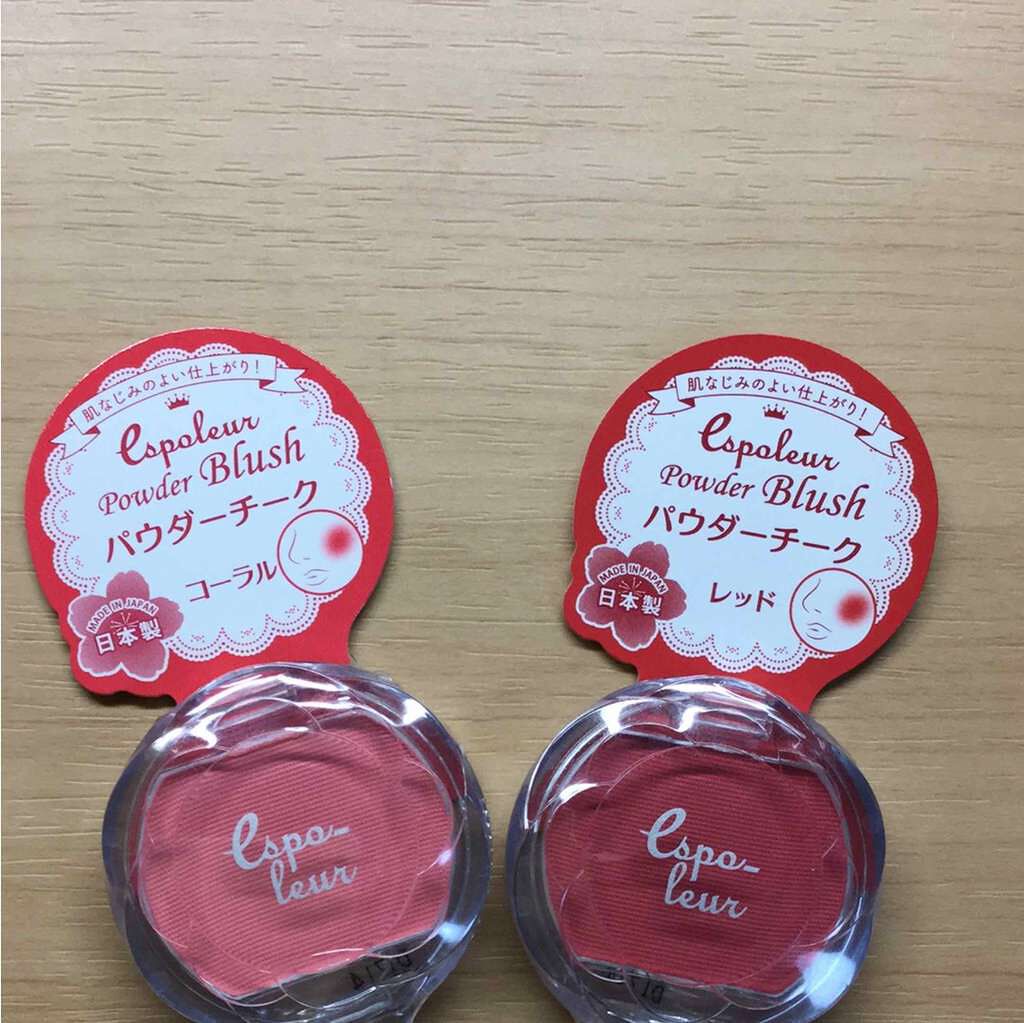 肌なじみのよい仕上がり!
espoleur
Powder Blush
パウダーチーク
コーラル
MADE IN JAPAN
日本製
espo-
leur
肌なじみのよい仕上がり!
espoleur
Powder Blush
パウダーチーク
レッド
MADE IN JAPAN
日本製
espo-
leur